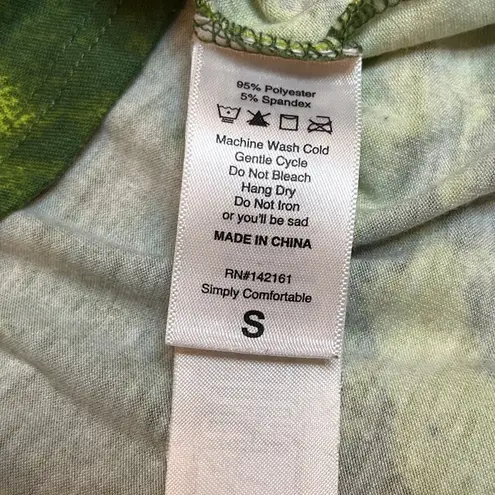 95% Polyester
5% Spandex
Machine Wash Cold
Gentle Cycle
Do Not Bleach
Hang Dry
Do Not Iron
or you'll be sad
MADE IN CHINA
RN#142161
Simply Comfortable
S